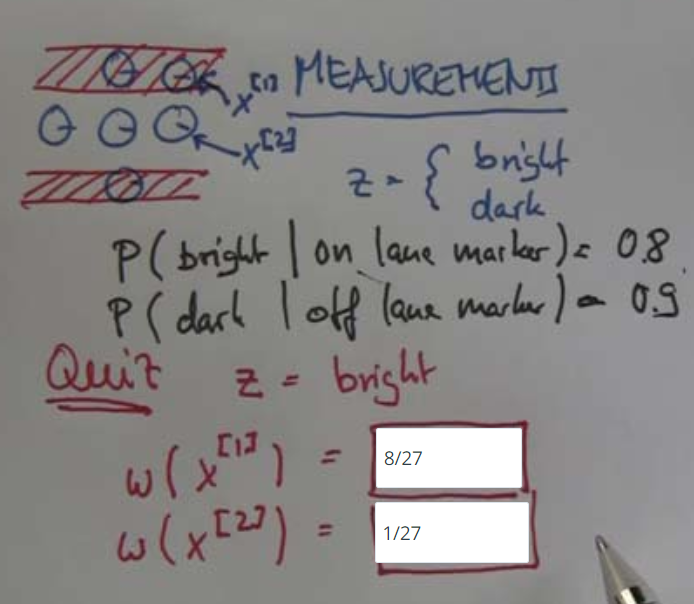 x[1] MEASUREMENT
x[2]
z = { bright
dark
P( bright | on lane marker) = 0.8
P( dark | off lane marker) = 0.9
Quiz z = bright
w(x[1]) = 8/27
w(x[2]) = 1/27